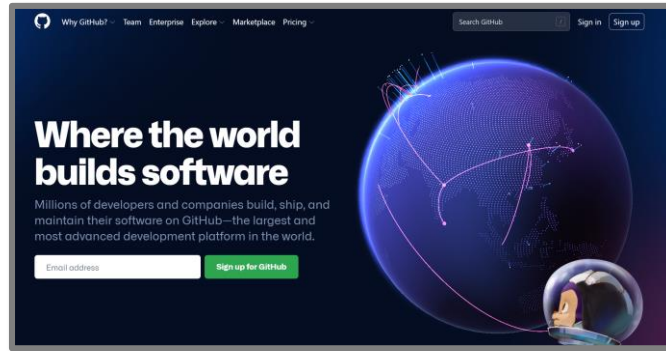 Why GitHub? Team Enterprise Explore Marketplace Pricing Search GitHub / Sign in Sign up
Where the world
builds software
Millions of developers and companies build, ship, and
maintain their software on GitHub—the largest and
most advanced development platform in the world.
Email address Sign up for GitHub